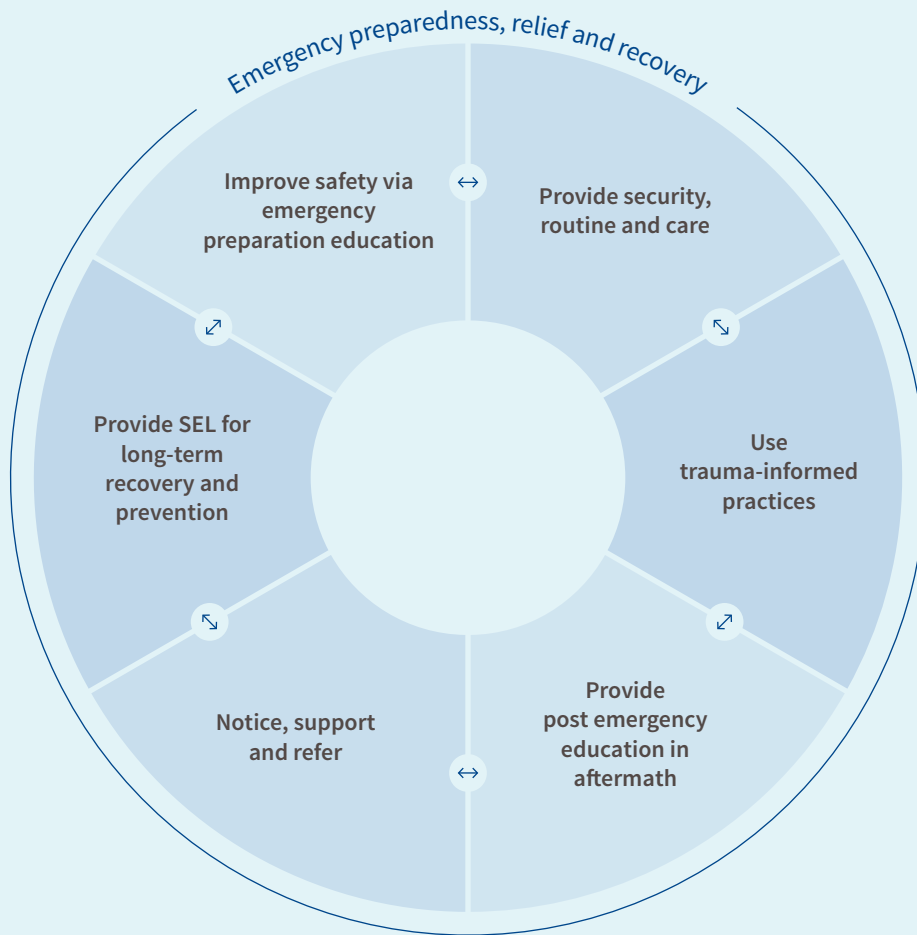 Emergency preparedness, relief and recovery
Improve safety via
emergency
preparation education
Provide security,
routine and care
Provide SEL for
long-term
recovery and
prevention
Use
trauma-informed
practices
Notice, support
and refer
Provide
post emergency
education in
aftermath